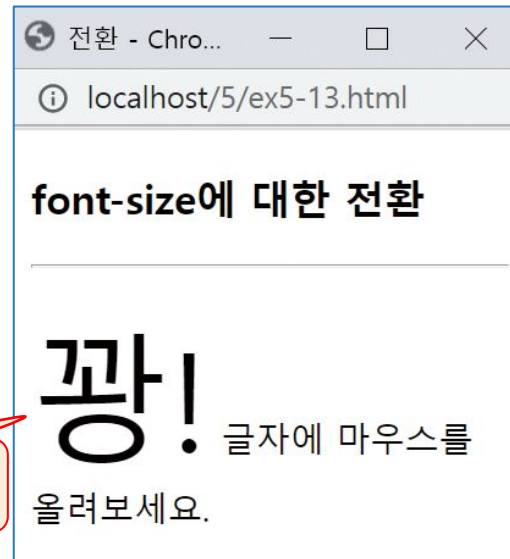 전환 - Chro...
localhost/5/ex5-13.html
font-size에 대한 전환
꽝! 글자에 마우스를
올려보세요.